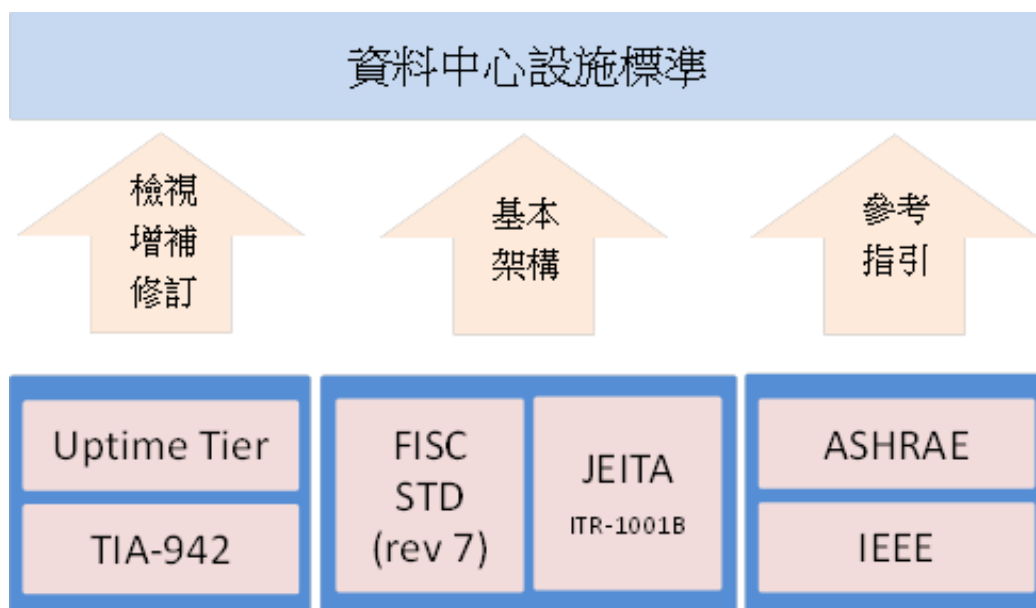 資料中心設施標準
檢視
增補
修訂
基本
架構
參考
指引
Uptime Tier
TIA-942
FISC
STD
(rev 7)
JEITA
ITR-1001B
ASHRAE
IEEE